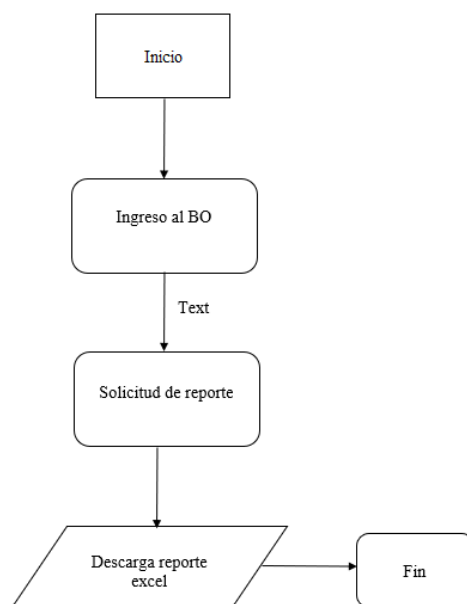 Inicio
Ingreso al BO
Text
Solicitud de reporte
Descarga reporte
excel
Fin